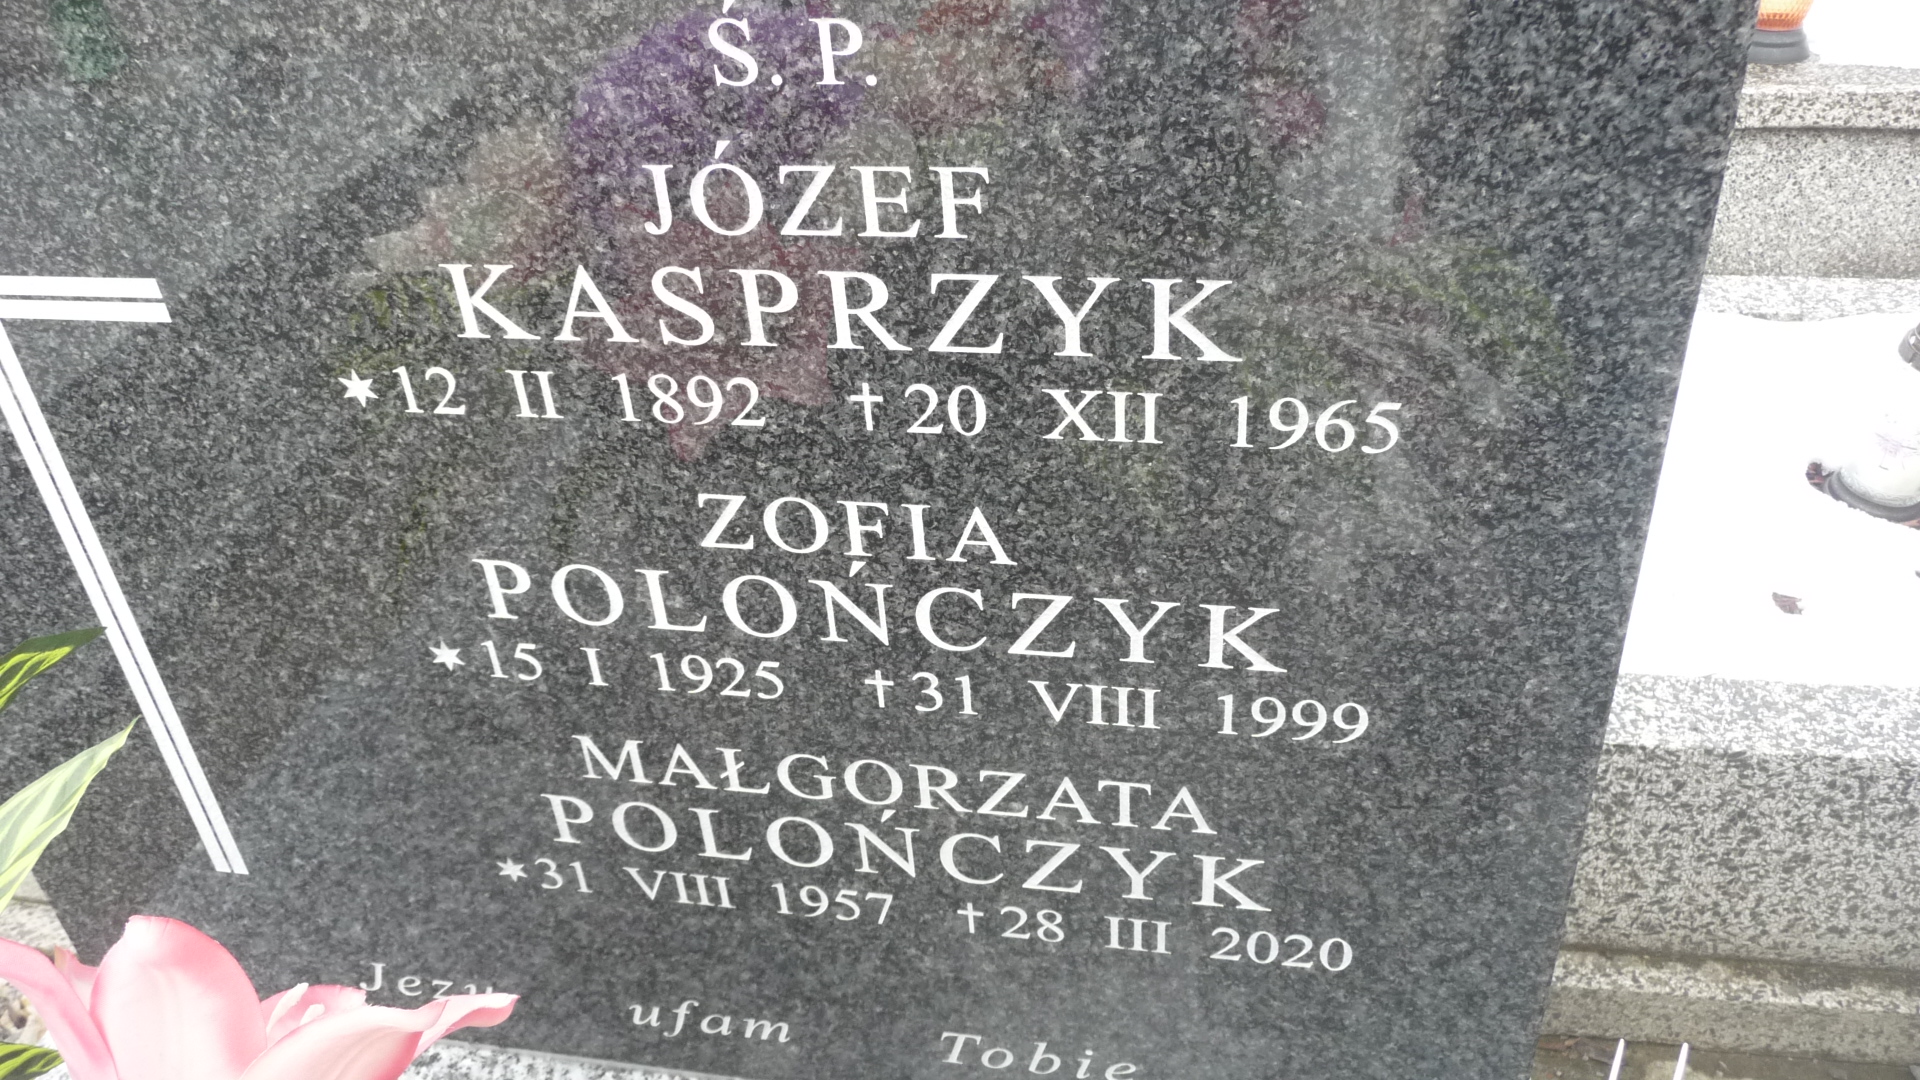 Ś. P.
JÓZEF
KASPRZYK
✶12 II 1892 †20 XII 1965
ZOFIA
POLOŃCZYK
✶15 I 1925 †31 VIII 1999
MAŁGORZATA
POLOŃCZYK
✶31 VIII 1957 †28 III 2020
Jezu ufam Tobie